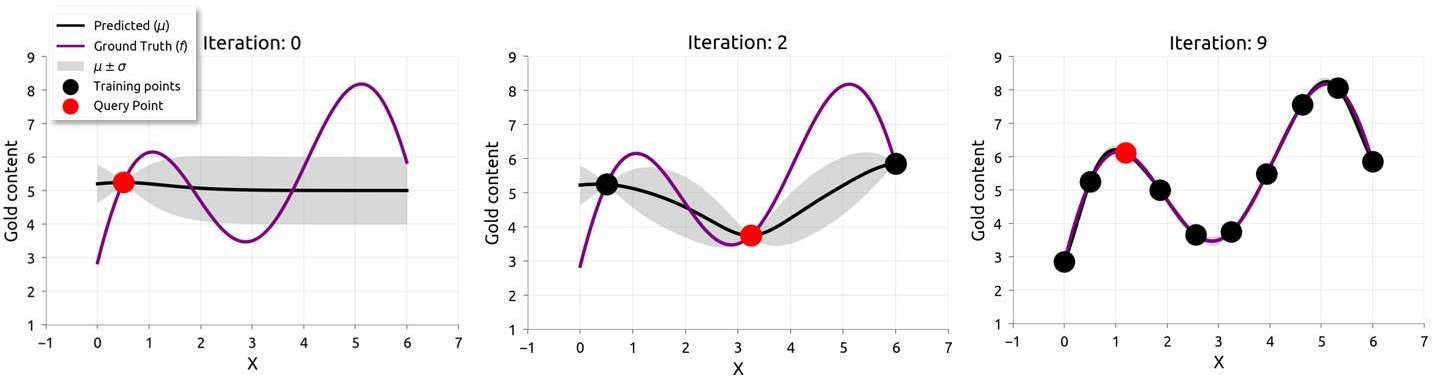 Predicted (μ)
Ground Truth (f)
μ ± σ
Training points
Query Point
Iteration: 0
9
8
7
6
5
4
3
2
1
Gold content
−1 0 1 2 3 4 5 6 7
X
Iteration: 2
9
8
7
6
5
4
3
2
1
Gold content
−1 0 1 2 3 4 5 6 7
X
Iteration: 9
9
8
7
6
5
4
3
2
1
Gold content
−1 0 1 2 3 4 5 6 7
X